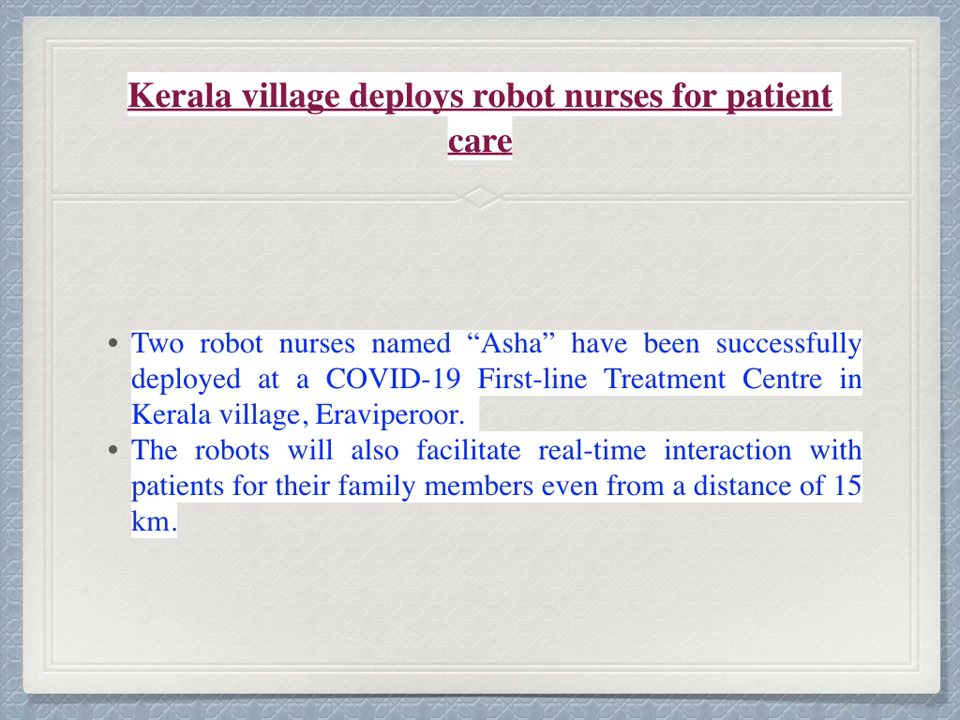 Kerala village deploys robot nurses for patient
care
• Two robot nurses named “Asha” have been successfully
deployed at a COVID-19 First-line Treatment Centre in
Kerala village, Eraviperoor.
• The robots will also facilitate real-time interaction with
patients for their family members even from a distance of 15
km.